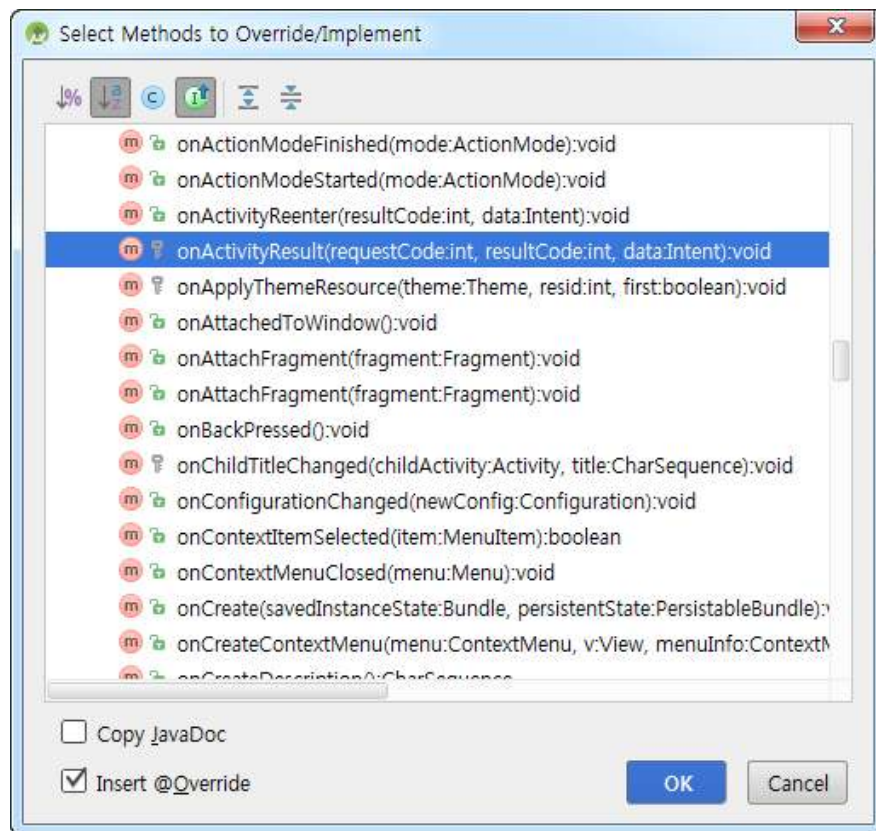 Select Methods to Override/Implement
onActionModeFinished(mode:ActionMode):void
onActionModeStarted(mode:ActionMode):void
onActivityReenter(resultCode:int, data:Intent):void
onActivityResult(requestCode:int, resultCode:int, data:Intent):void
onApplyThemeResource(theme:Theme, resid:int, first:boolean):void
onAttachedToWindow():void
onAttachFragment(fragment:Fragment):void
onAttachFragment(fragment:Fragment):void
onBackPressed():void
onChildTitleChanged(childActivity:Activity, title:CharSequence):void
onConfigurationChanged(newConfig:Configuration):void
onContextItemSelected(item:MenuItem):boolean
onContextMenuClosed(menu:Menu):void
onCreate(savedInstanceState:Bundle, persistentState:PersistableBundle):
onCreateContextMenu(menu:ContextMenu, v:View, menuInfo:Context
onCreateDescription():CharSequence
Copy JavaDoc
Insert @Override
OK Cancel